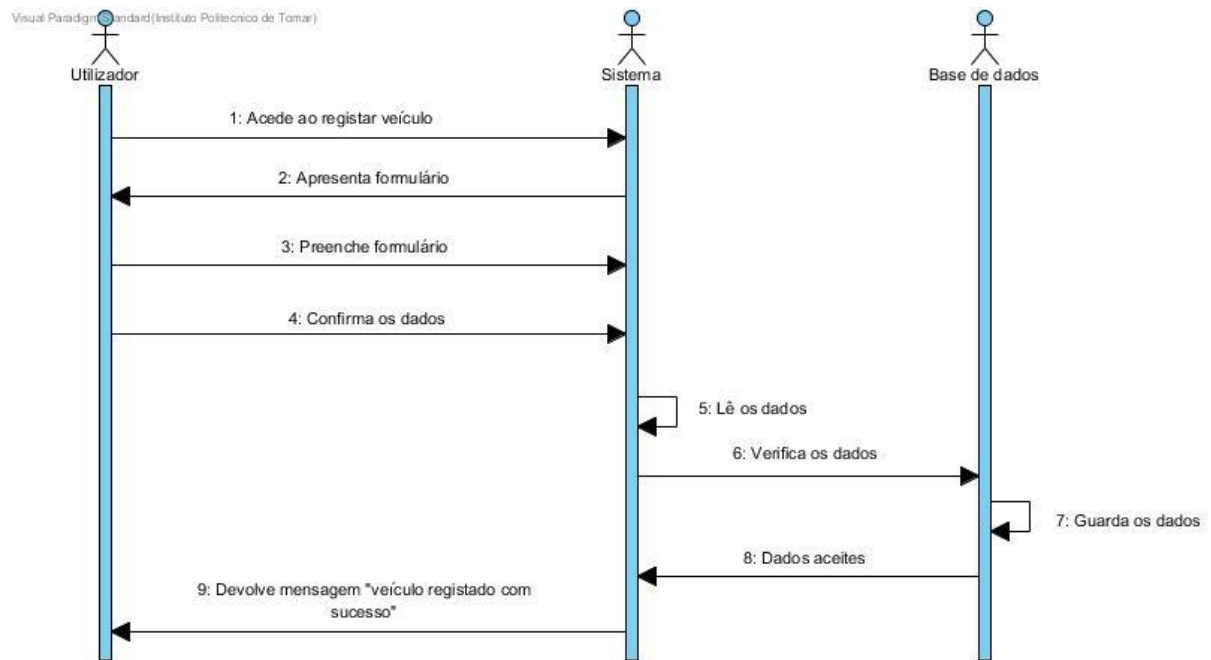 Visual Paradigm Standard(Instituto Politecnico de Tomar)
Utilizador
Sistema
Base de dados
1: Acede ao registar veículo
2: Apresenta formulário
3: Preenche formulário
4: Confirma os dados
5: Lê os dados
6: Verifica os dados
7: Guarda os dados
8: Dados aceites
9: Devolve mensagem "veículo registado com
sucesso"